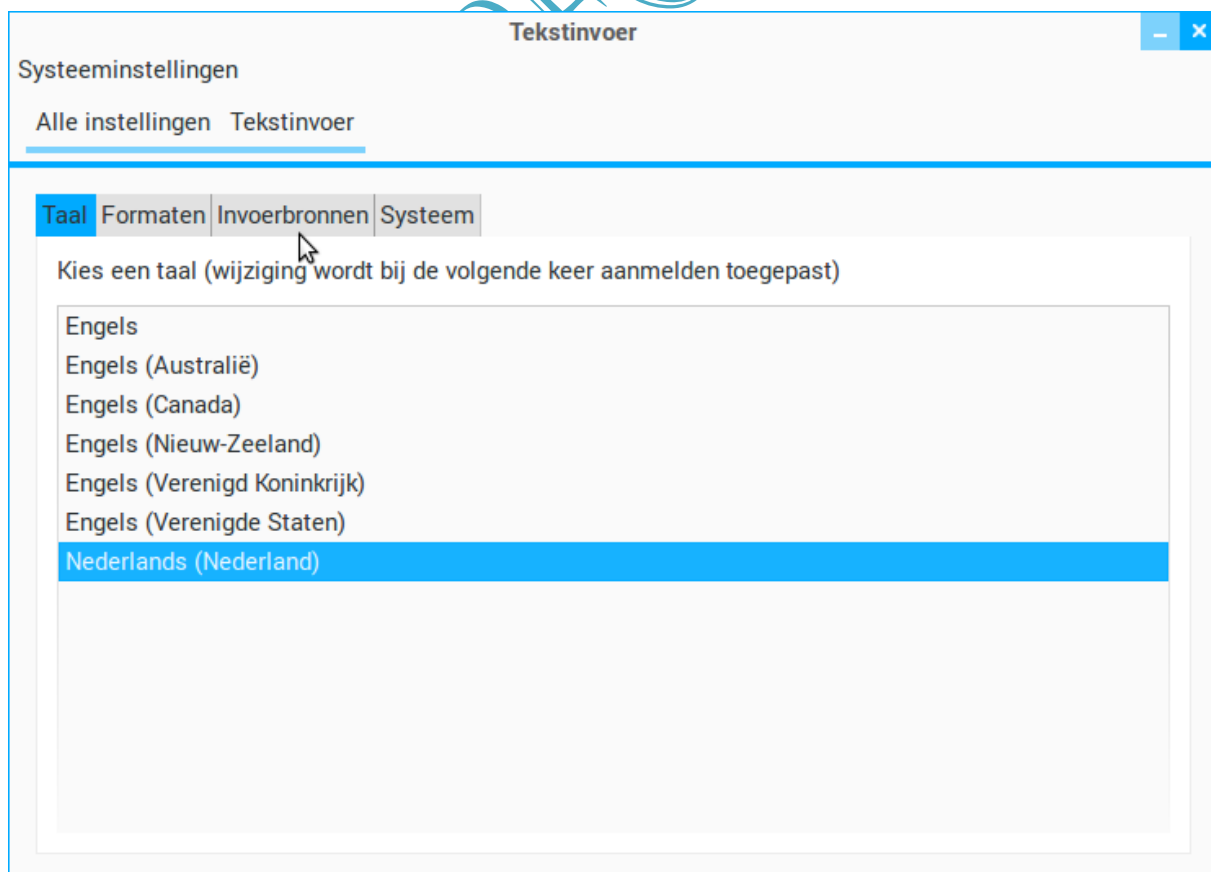 Tekstinvoer
Systeeminstellingen
Alle instellingen Tekstinvoer
Taal Formaten Invoerbronnen Systeem
Kies een taal (wijziging wordt bij de volgende keer aanmelden toegepast)
Engels
Engels (Australië)
Engels (Canada)
Engels (Nieuw-Zeeland)
Engels (Verenigd Koninkrijk)
Engels (Verenigde Staten)
Nederlands (Nederland)